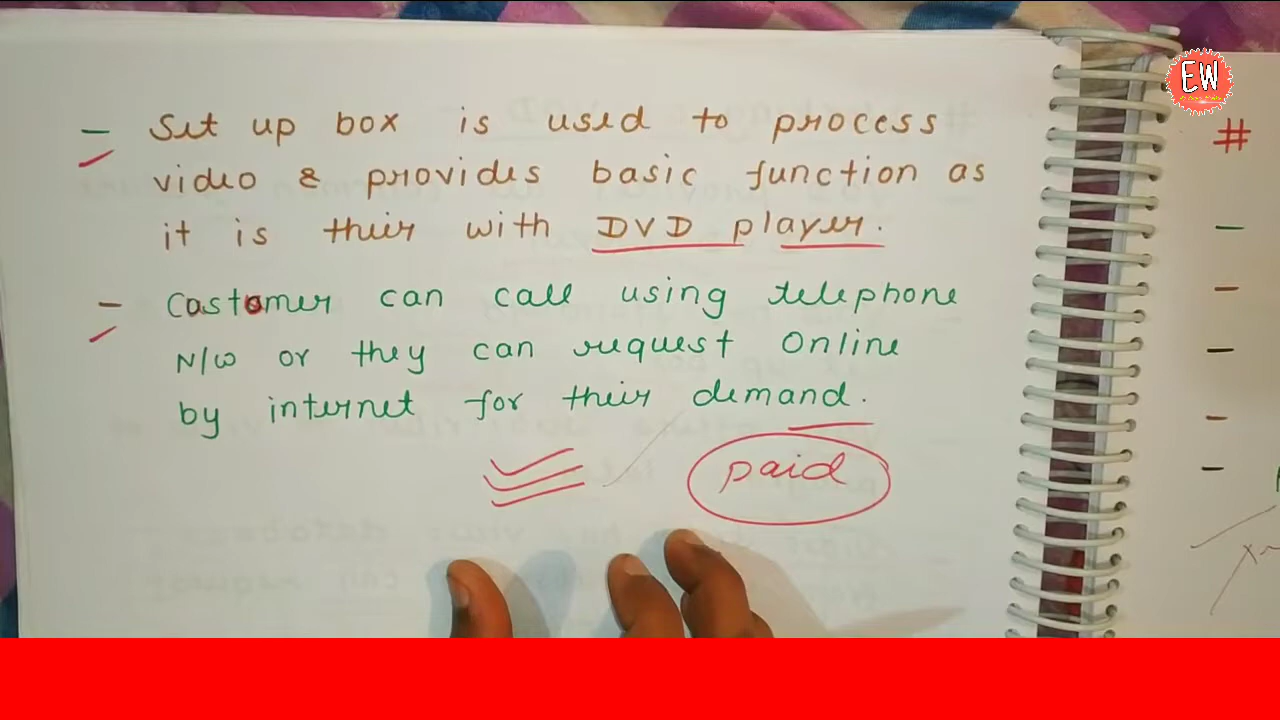 - Set up box is used to process
video & provides basic function as
it is their with DVD player.
- Castomer can call using telephone
N/W or they can request Online
by internet for their demand.
paid
EW
#